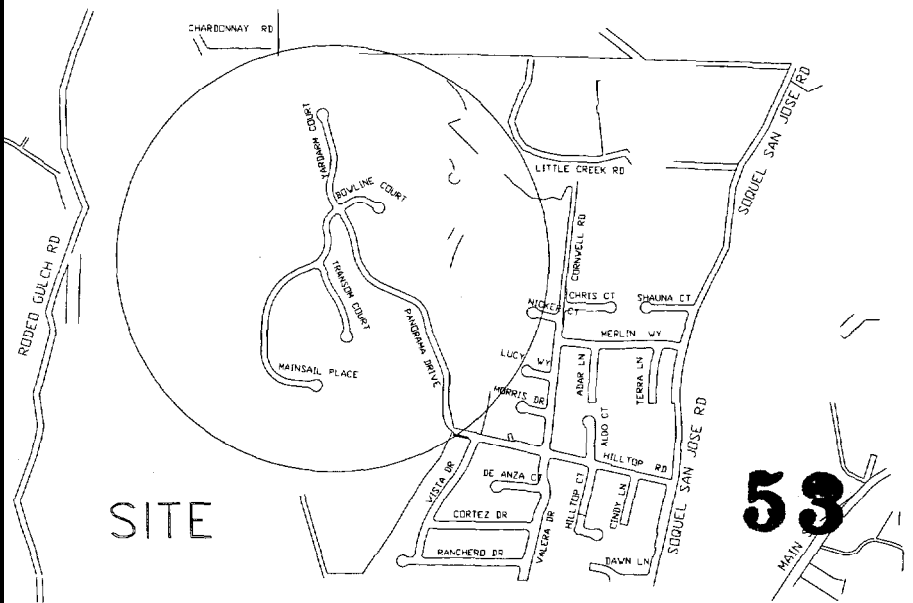 CHARDONNAY RD
YARDARM COURT
BOWLINE COURT
LITTLE CREEK RD
SOQUEL SAN JOSE RD
RODEO GULCH RD
TRANSOM COURT
CORNWELL RD
PANORAMA DRIVE
CHRIS CT
SHAUNA CT
NICKER CT
MERLIN WY
LUCY WY
MAINSAIL PLACE
ADAR LN
TERRA LN
MORRIS DR
ALDO CT
SOQUEL SAN JOSE RD
HILLTOP RD
VISTA DR
DE ANZA CT
HILLTOP CT
CINDY LN
CORTEZ DR
VALERA DR
RANCHERO DR
DAWN LN
SITE
53
MAIN